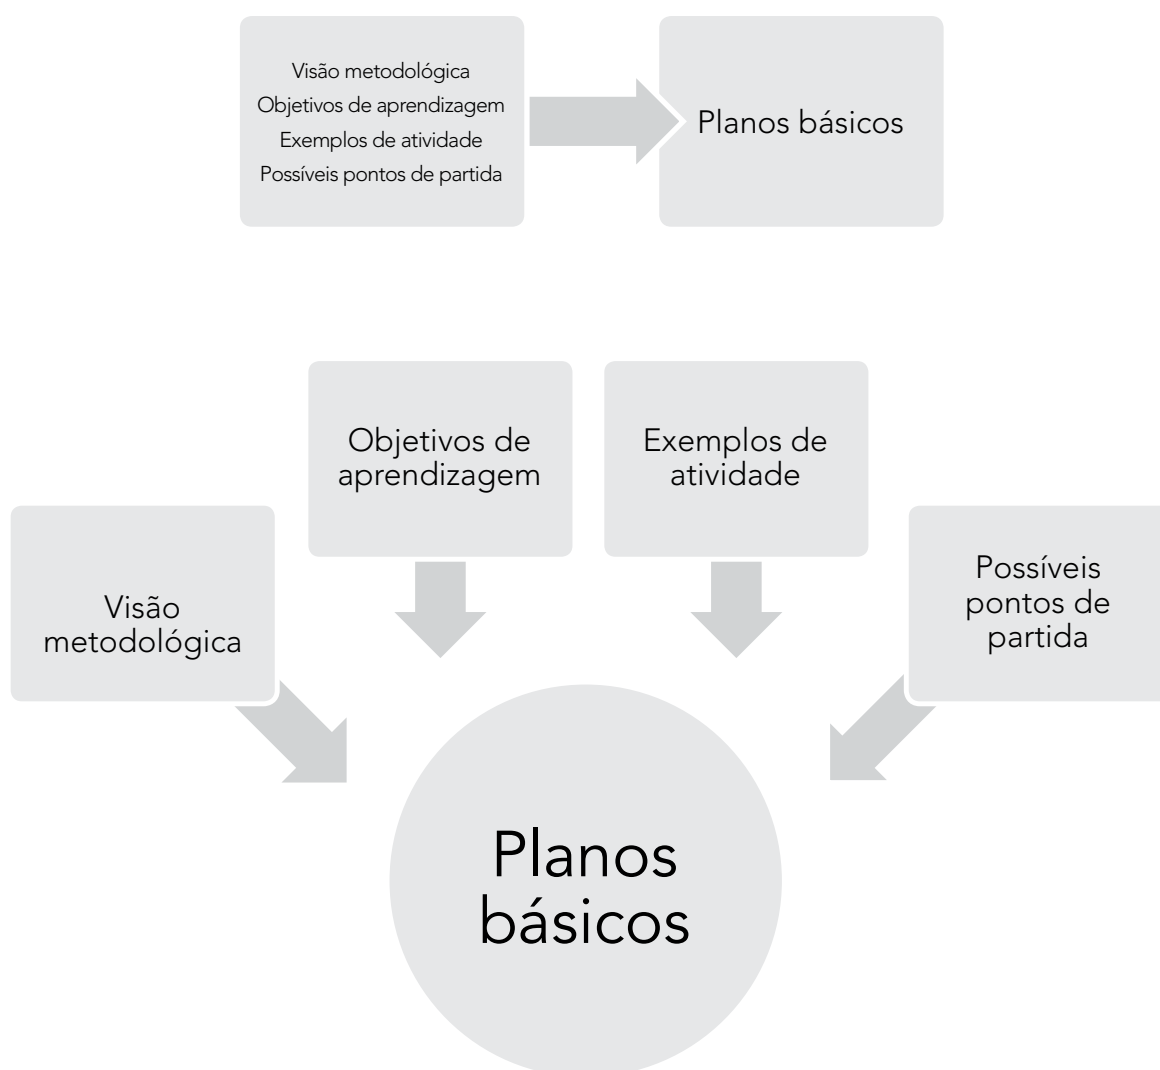 Visão metodológica
Objetivos de aprendizagem
Exemplos de atividade
Possíveis pontos de partida
Planos básicos
Objetivos de
aprendizagem
Exemplos de
atividade
Visão
metodológica
Possíveis
pontos de
partida
Planos
básicos